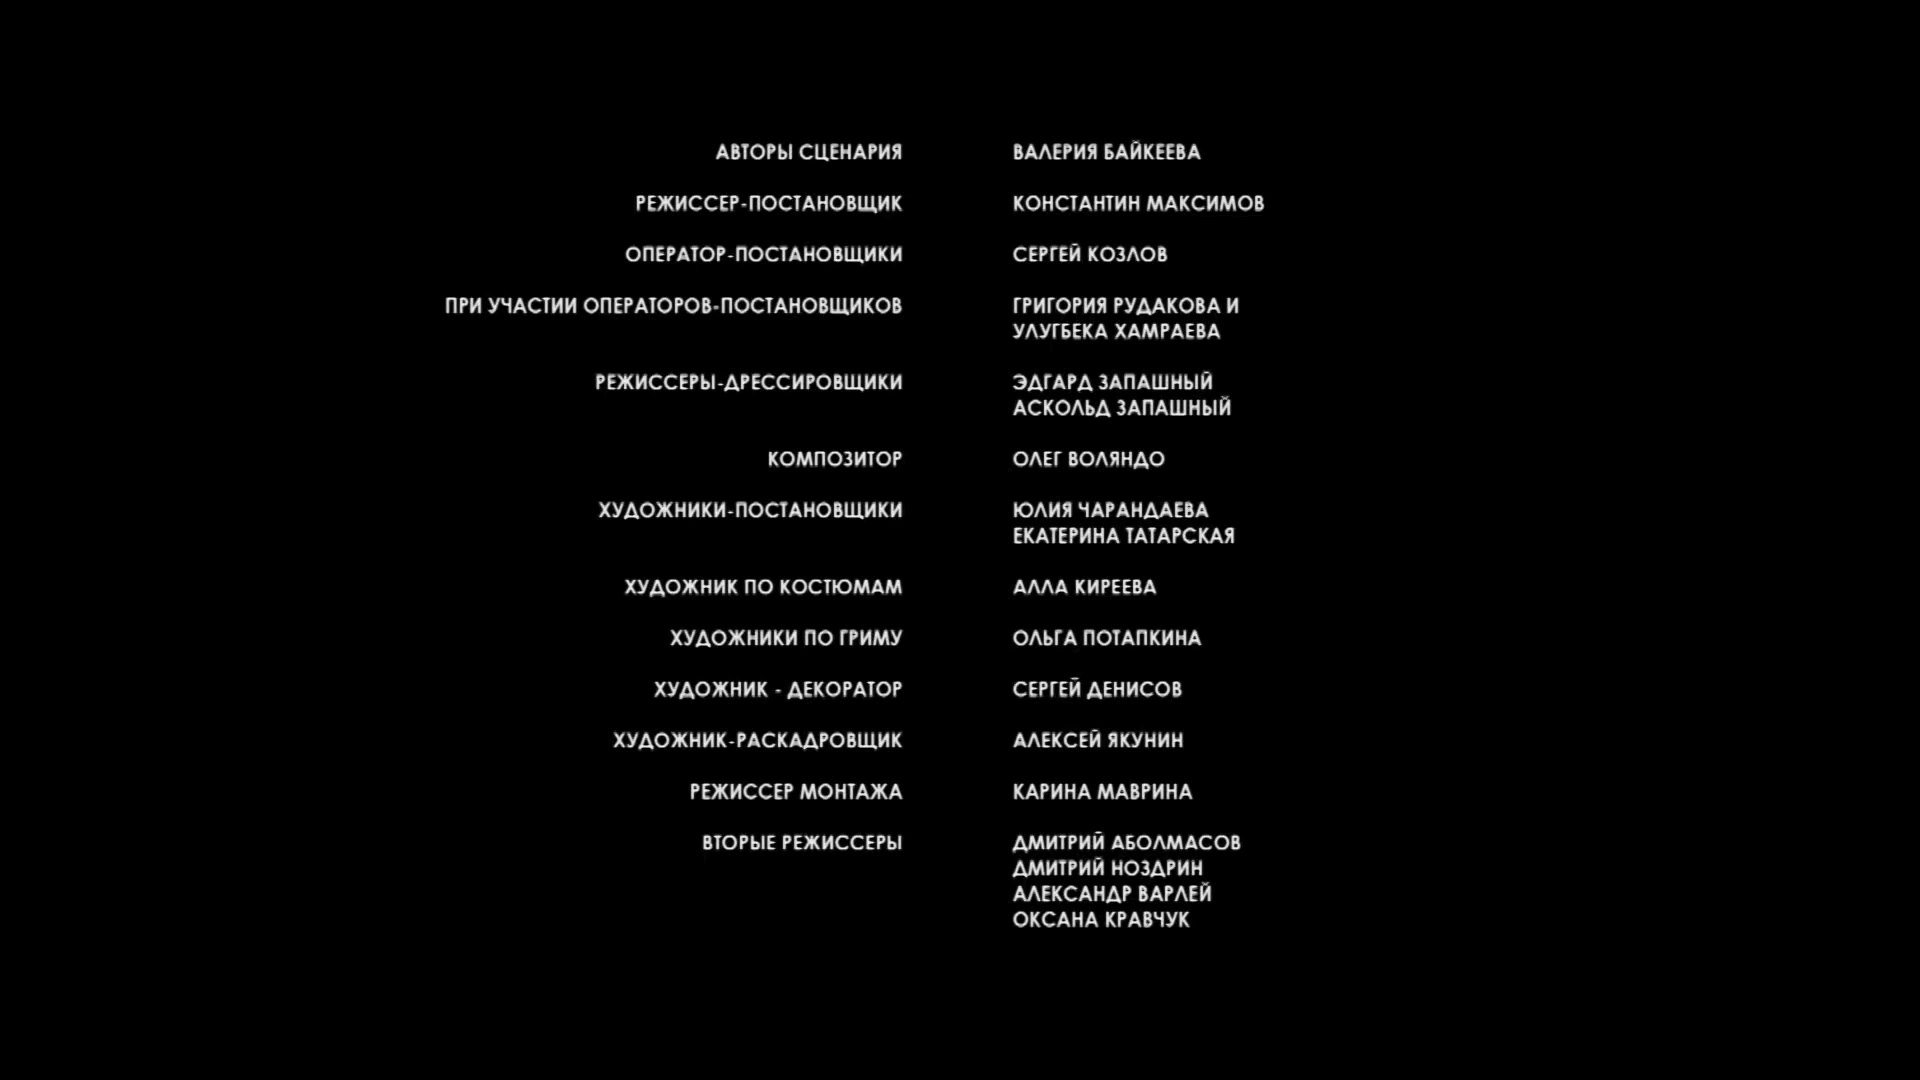 АВТОРЫ СЦЕНАРИЯ ВАЛЕРИЯ БАЙКЕЕВА
РЕЖИССЕР-ПОСТАНОВЩИК КОНСТАНТИН МАКСИМОВ
ОПЕРАТОР-ПОСТАНОВЩИКИ СЕРГЕЙ КОЗЛОВ
ПРИ УЧАСТИИ ОПЕРАТОРОВ-ПОСТАНОВЩИКОВ ГРИГОРИЯ РУДАКОВА И
УЛУГБЕКА ХАМРАЕВА
РЕЖИССЕРЫ-ДРЕССИРОВЩИКИ ЭДГАРД ЗАПАШНЫЙ
АСКОЛЬД ЗАПАШНЫЙ
КОМПОЗИТОР ОЛЕГ ВОЛЯНДО
ХУДОЖНИКИ-ПОСТАНОВЩИКИ ЮЛИЯ ЧАРАНДАЕВА
ЕКАТЕРИНА ТАТАРСКАЯ
ХУДОЖНИК ПО КОСТЮМАМ АЛЛА КИРЕЕВА
ХУДОЖНИКИ ПО ГРИМУ ОЛЬГА ПОТАПКИНА
ХУДОЖНИК - ДЕКОРАТОР СЕРГЕЙ ДЕНИСОВ
ХУДОЖНИК-РАСКАДРОВЩИК АЛЕКСЕЙ ЯКУНИН
РЕЖИССЕР МОНТАЖА КАРИНА МАВРИНА
ВТОРЫЕ РЕЖИССЕРЫ ДМИТРИЙ АБОЛМАСОВ
ДМИТРИЙ НОЗДРИН
АЛЕКСАНДР ВАРЛЕЙ
ОКСАНА КРАВЧУК